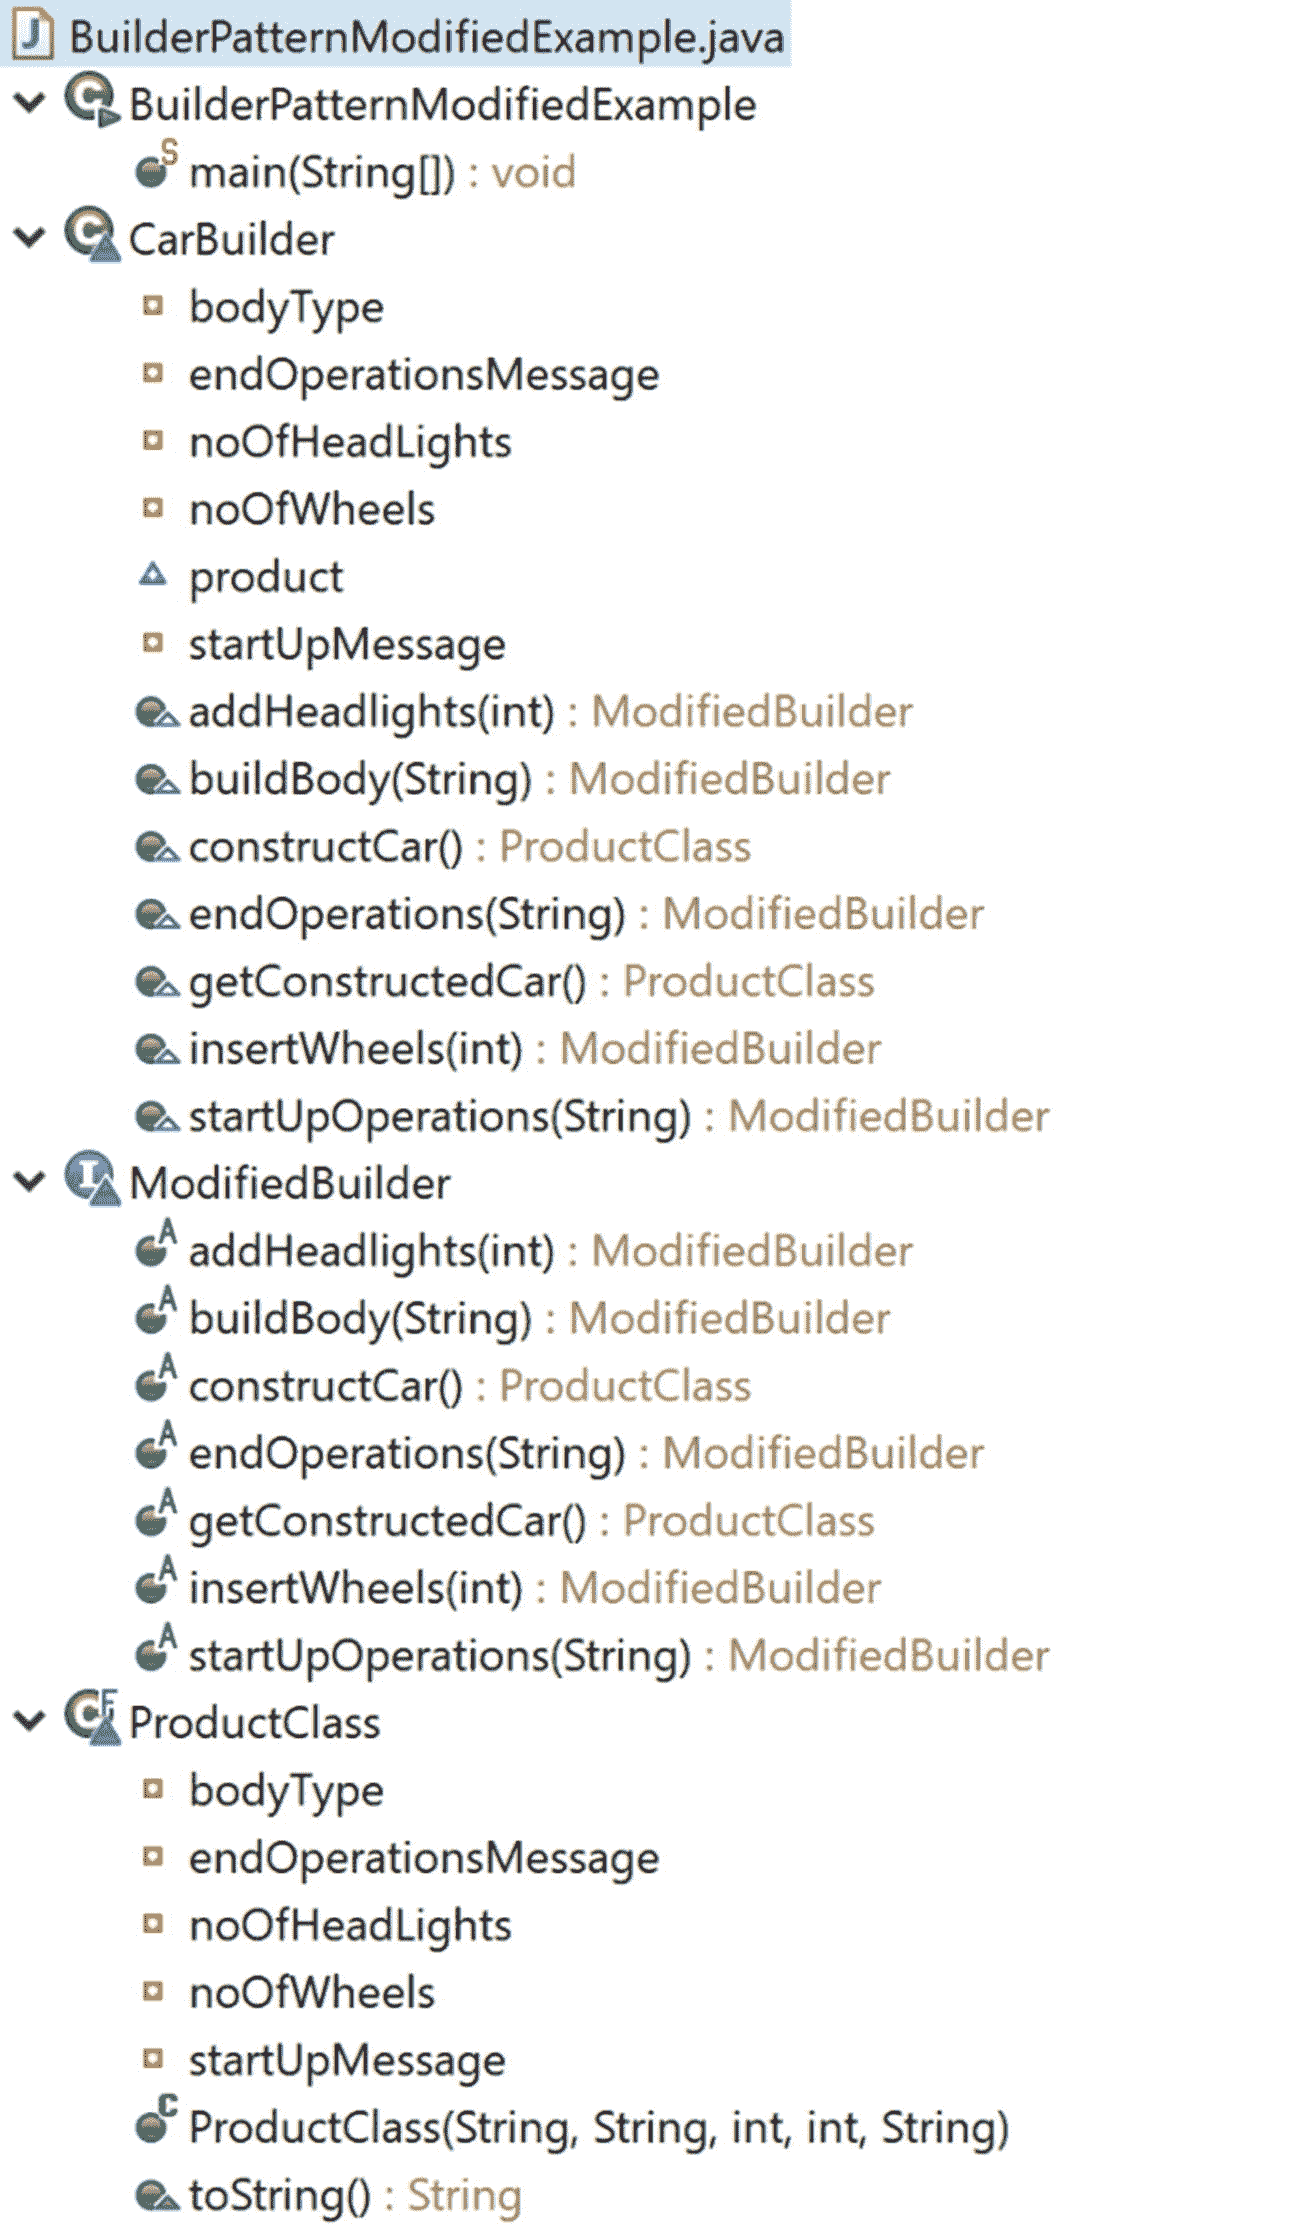 BuilderPatternModifiedExample.java
BuilderPatternModifiedExample
main(String[]) : void
CarBuilder
bodyType
endOperationsMessage
noOfHeadLights
noOfWheels
product
startUpMessage
addHeadlights(int) : ModifiedBuilder
buildBody(String) : ModifiedBuilder
constructCar() : ProductClass
endOperations(String) : ModifiedBuilder
getConstructedCar() : ProductClass
insertWheels(int) : ModifiedBuilder
startUpOperations(String) : ModifiedBuilder
ModifiedBuilder
addHeadlights(int) : ModifiedBuilder
buildBody(String) : ModifiedBuilder
constructCar() : ProductClass
endOperations(String) : ModifiedBuilder
getConstructedCar() : ProductClass
insertWheels(int) : ModifiedBuilder
startUpOperations(String) : ModifiedBuilder
ProductClass
bodyType
endOperationsMessage
noOfHeadLights
noOfWheels
startUpMessage
ProductClass(String, String, int, int, String)
toString() : String